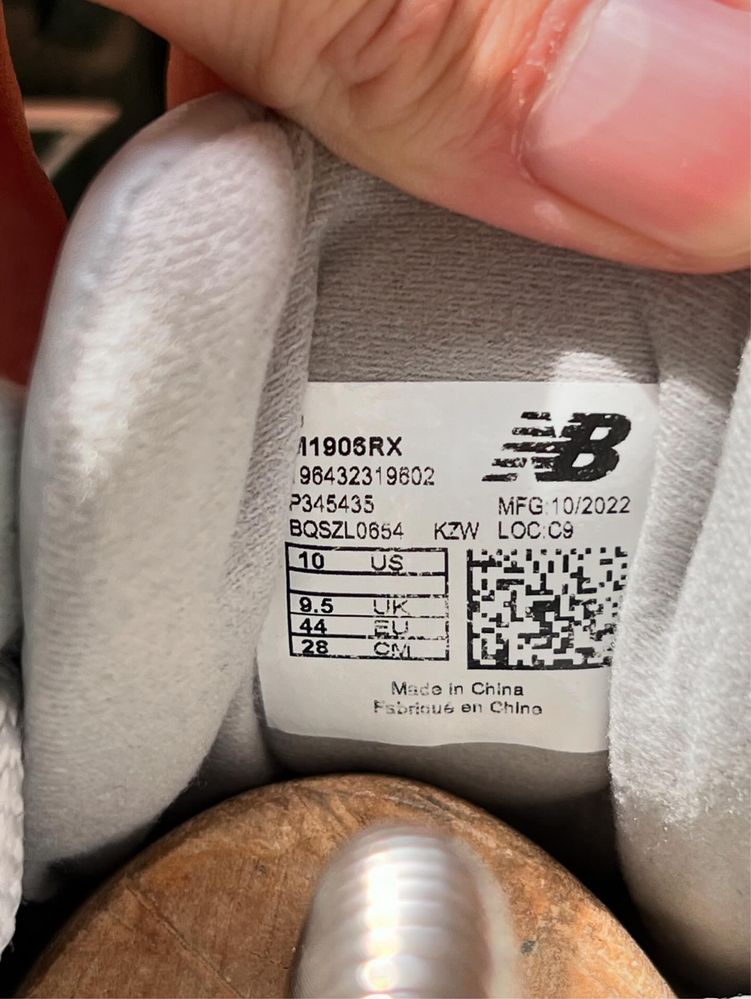 M1906RX
196432319602
P345435 MFG:10/2022
BQSZL0654 KZW LOC:C9
10 US
9.5 UK
44 EU
28 CM
Made in China
Fabriqué en Chine
NB